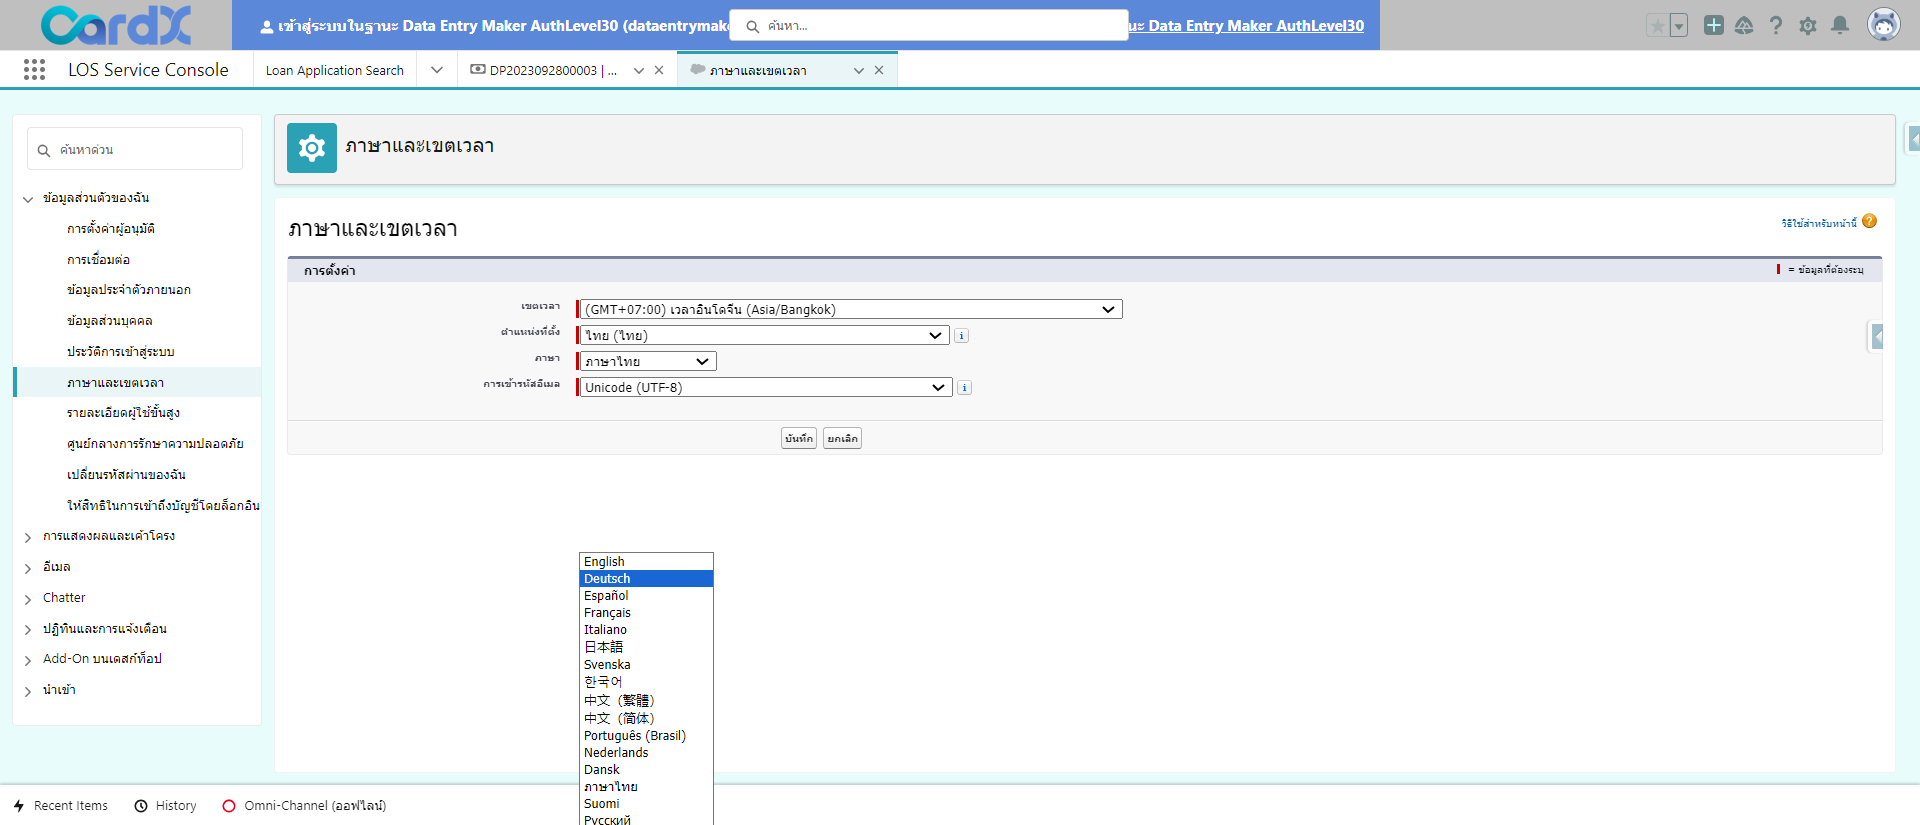 CardX
เข้าสู่ระบบในฐานะ Data Entry Maker AuthLevel30 (dataentrymak
ค้นหา...
นะ Data Entry Maker AuthLevel30
LOS Service Console
Loan Application Search
DP2023092800003 | ...
ภาษาและเขตเวลา
ค้นหาด่วน
ข้อมูลส่วนตัวของฉัน
การตั้งค่าผู้อนุมัติ
การเชื่อมต่อ
ข้อมูลประจำตัวภายนอก
ข้อมูลส่วนบุคคล
ประวัติการเข้าสู่ระบบ
ภาษาและเขตเวลา
รายละเอียดผู้ใช้ขั้นสูง
ศูนย์กลางการรักษาความปลอดภัย
เปลี่ยนรหัสผ่านของฉัน
ให้สิทธิในการเข้าถึงบัญชีโดยล็อกอิน
การแสดงผลและเค้าโครง
อีเมล
Chatter
ปฏิทินและการแจ้งเตือน
Add-On บนเดสก์ท็อป
นำเข้า
ภาษาและเขตเวลา
ภาษาและเขตเวลา
วิธีใช้สำหรับหน้านี้
การตั้งค่า
= ข้อมูลที่ต้องระบุ
เขตเวลา (GMT+07:00) เวลาอินโดจีน (Asia/Bangkok)
ตำแหน่งที่ตั้ง ไทย (ไทย)
ภาษา ภาษาไทย
การเข้ารหัสอีเมล Unicode (UTF-8)
บันทึก ยกเลิก
English
Deutsch
Español
Français
Italiano
日本語
Svenska
한국어
中文（繁體）
中文（简体）
Português (Brasil)
Nederlands
Dansk
ภาษาไทย
Suomi
Русский
Recent Items
History
Omni-Channel (ออฟไลน์)